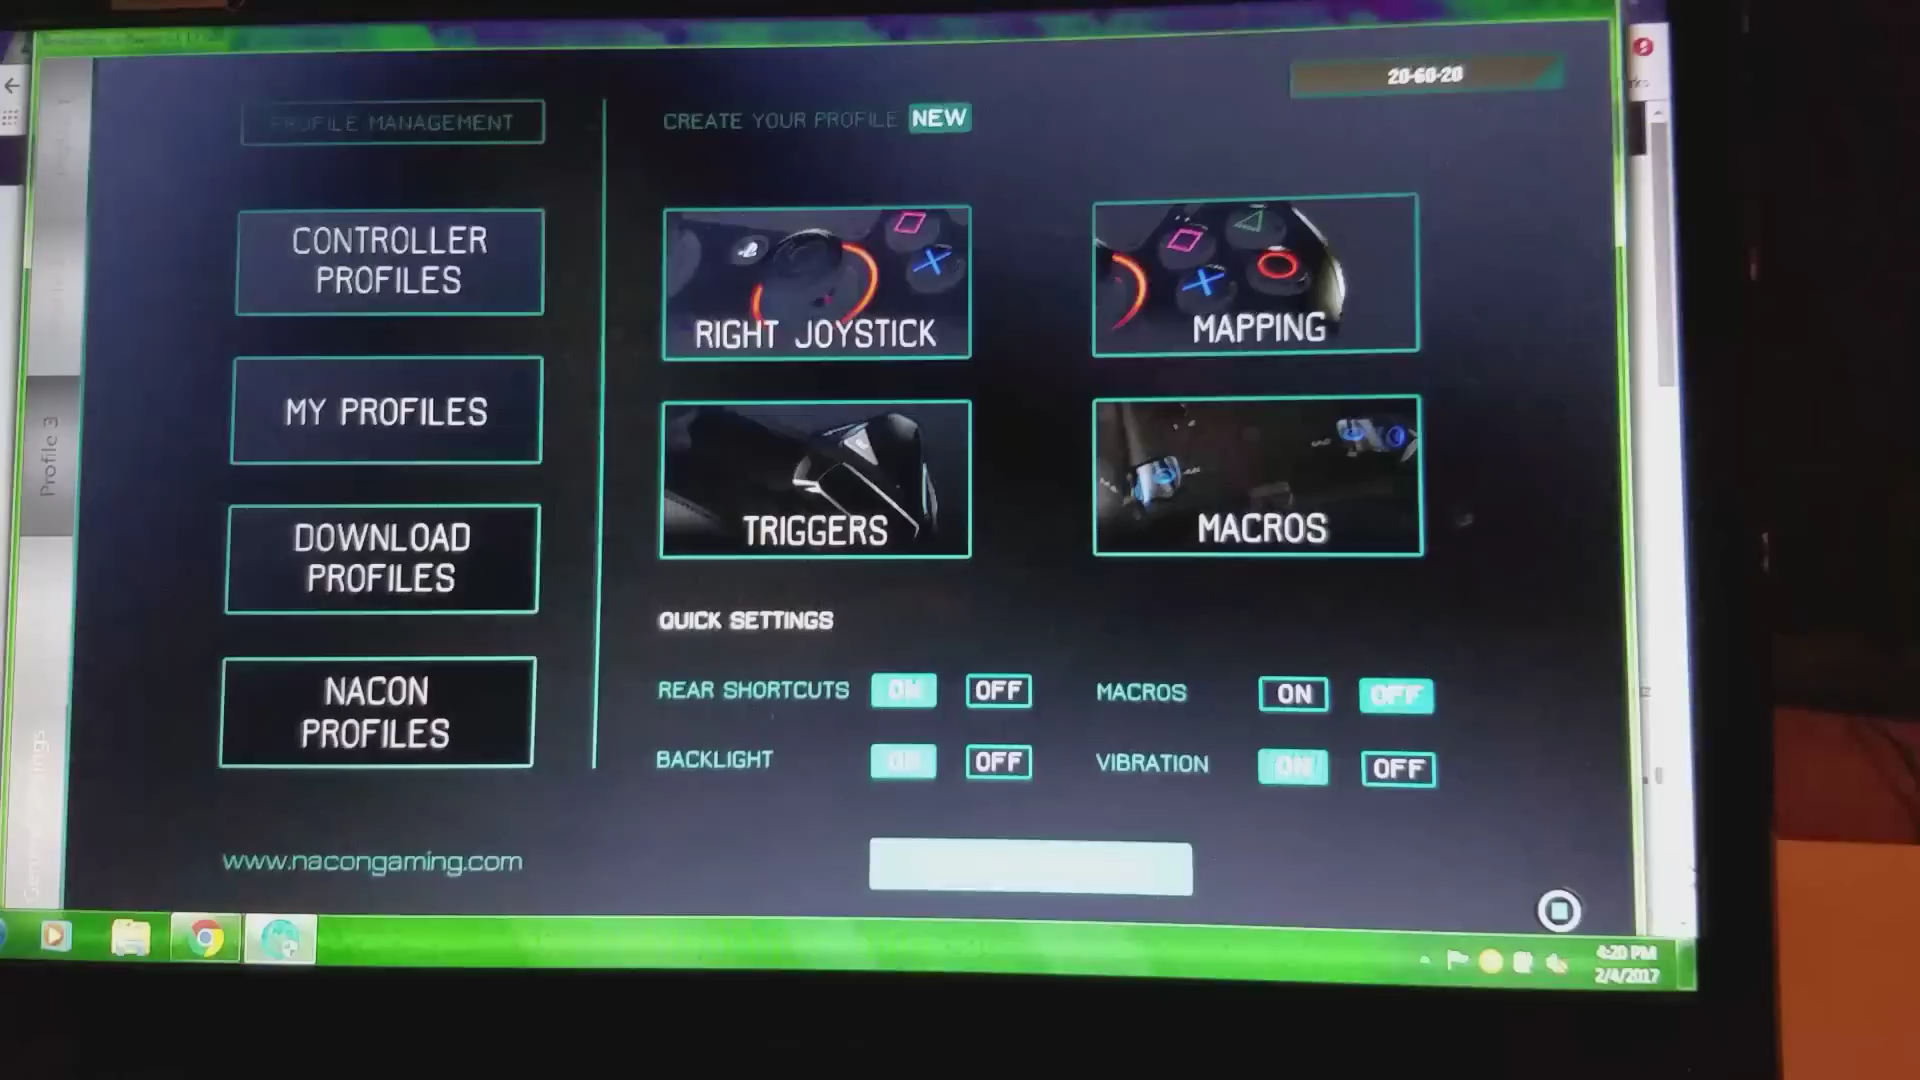 20-60-20
PROFILE MANAGEMENT
CREATE YOUR PROFILE NEW
CONTROLLER
PROFILES
MY PROFILES
DOWNLOAD
PROFILES
NACON
PROFILES
RIGHT JOYSTICK
MAPPING
TRIGGERS
MACROS
QUICK SETTINGS
REAR SHORTCUTS ON OFF
MACROS ON OFF
BACKLIGHT ON OFF
VIBRATION ON OFF
www.nacongaming.com
Profile 3
4:20 PM
2/4/2017